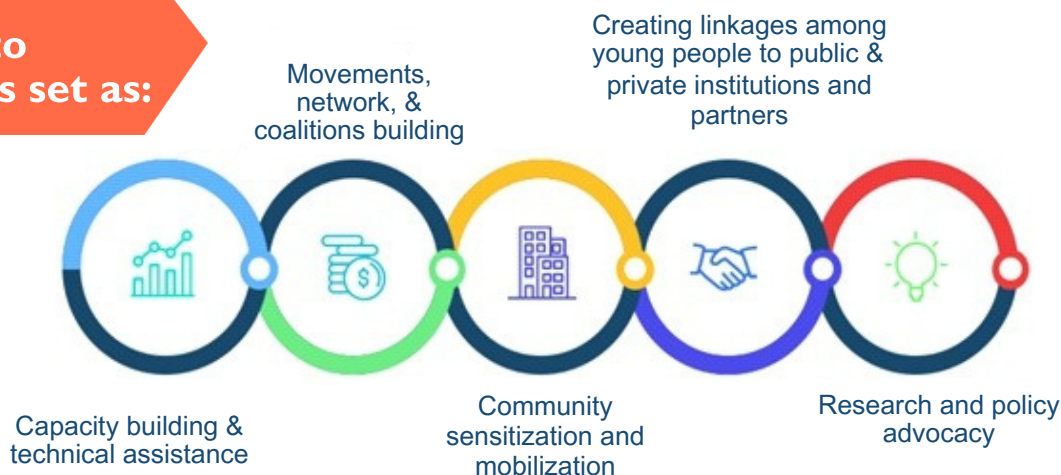 to
s set as:
Movements,
network, &
coalitions building
Creating linkages among
young people to public &
private institutions and
partners
$
Capacity building &
technical assistance
Community
sensitization and
mobilization
Research and policy
advocacy